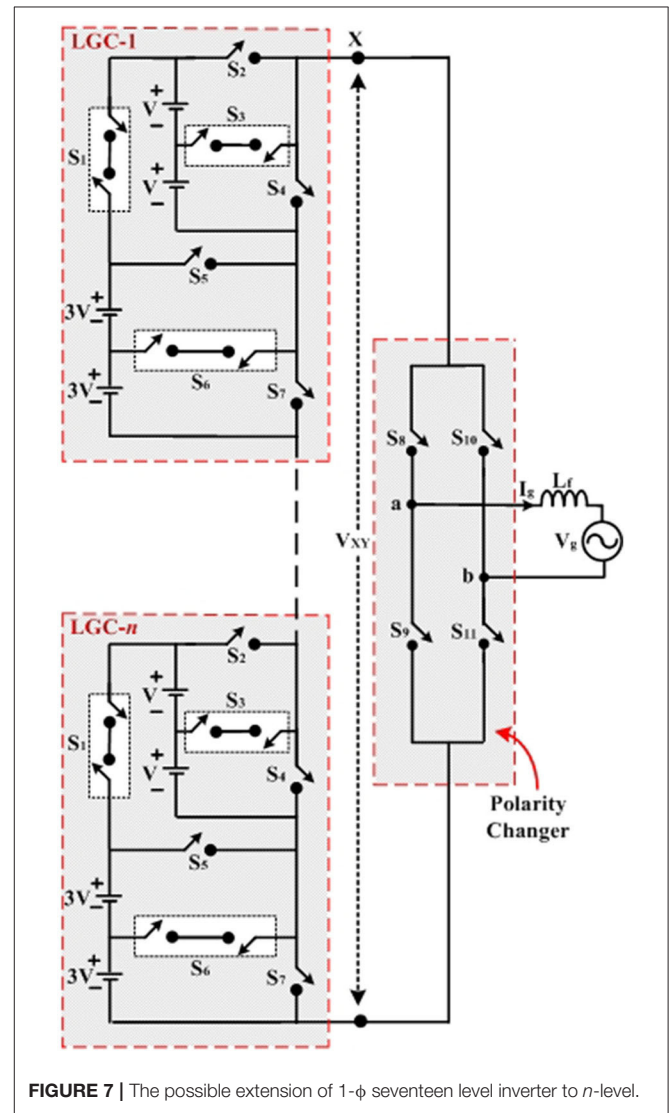 LGC-1
X
S2
+
V
-
S3
S1
+
V
-
S4
S5
+
3V
-
+
3V
-
S6
S7
S8
S10
a
Ig
Lf
Vg
VXY
b
S9
S11
LGC-n
S2
+
V
-
S3
S1
+
V
-
S4
S5
+
3V
-
+
3V
-
S6
S7
Polarity
Changer
FIGURE 7 | The possible extension of 1-ϕ seventeen level inverter to n-level.